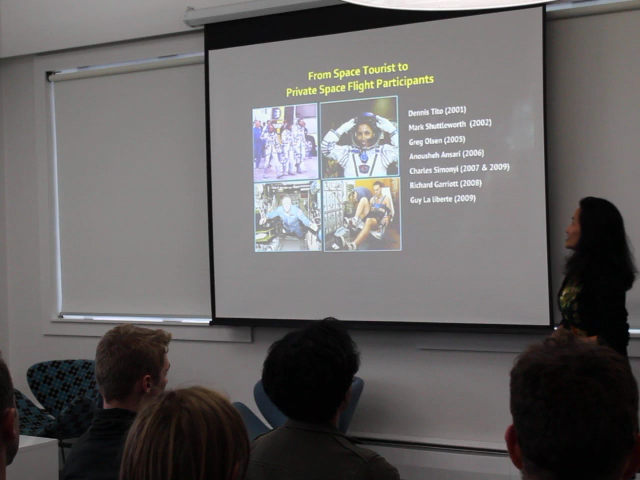 From Space Tourist to
Private Space Flight Participants
Dennis Tito (2001)
Mark Shuttleworth (2002)
Greg Olsen (2005)
Anousheh Ansari (2006)
Charles Simonyi (2007 & 2009)
Richard Garriott (2008)
Guy La liberte (2009)